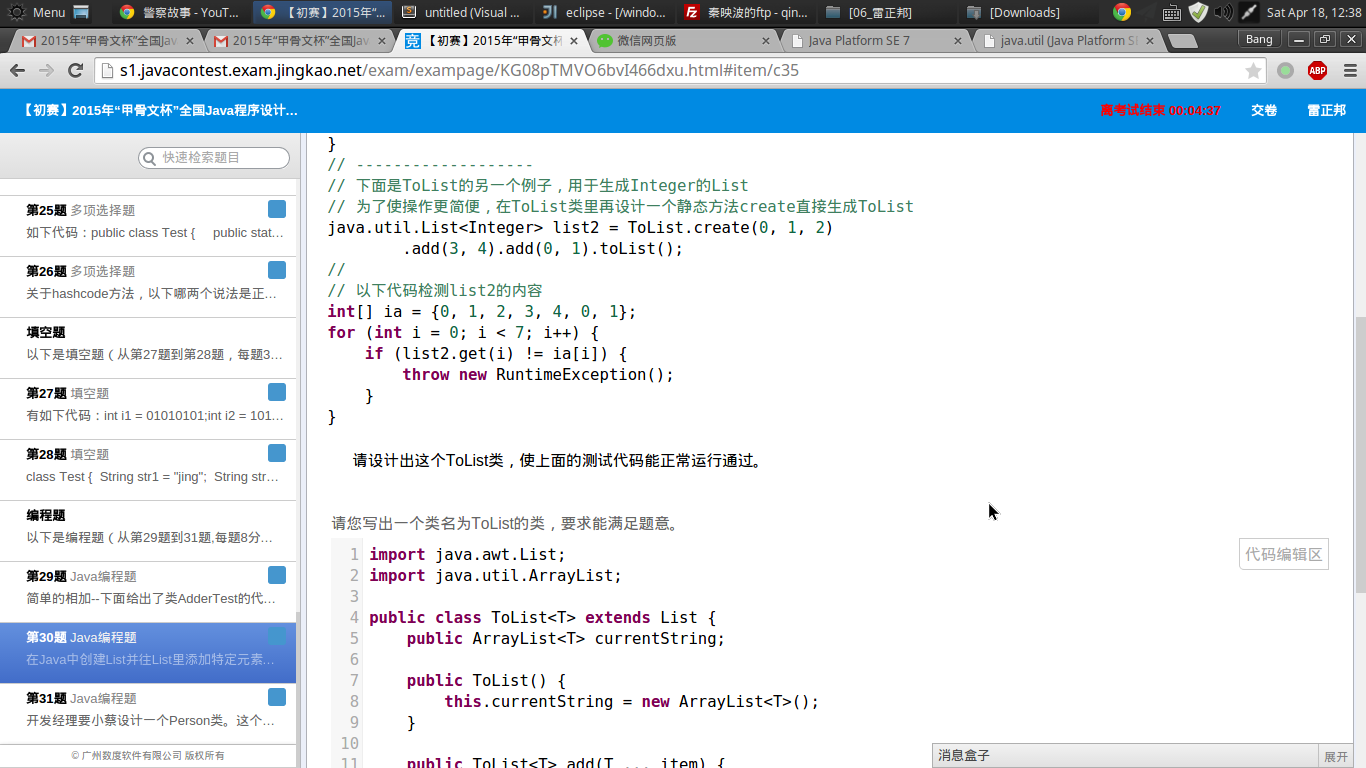 Menu
警察故事 - YouT...
【初赛】2015年“...
untitled (Visual ...
eclipse - [/windo...
秦映波的ftp - qin...
[06_雷正邦]
[Downloads]
Sat Apr 18, 12:38
2015年“甲骨文杯”全国Jav
2015年“甲骨文杯”全国Jav
【初赛】2015年“甲骨文杯
微信网页版
Java Platform SE 7
java.util (Java Platform SE
Bang
s1.javacontest.exam.jingkao.net/exam/exampage/KG08pTMVO6bvI466dxu.html#item/c35
ABP
【初赛】2015年“甲骨文杯”全国Java程序设计...
离考试结束 00:04:37
交卷
雷正邦
快速检索题目
第25题 多项选择题
如下代码：public class Test { public stat...
第26题 多项选择题
关于hashcode方法，以下哪两个说法是正...
填空题
以下是填空题（从第27题到第28题，每题3...
第27题 填空题
有如下代码：int i1 = 01010101;int i2 = 101...
第28题 填空题
class Test { String str1 = "jing"; String str...
编程题
以下是编程题（从第29题到31题,每题8分...
第29题 Java编程题
简单的相加--下面给出了类AdderTest的代...
第30题 Java编程题
在Java中创建List并往List里添加特定元素...
第31题 Java编程题
开发经理要小蔡设计一个Person类。这个...
© 广州数度软件有限公司 版权所有
}
// -------------------
// 下面是ToList的另一个例子，用于生成Integer的List
// 为了使操作更简便，在ToList类里再设计一个静态方法create直接生成ToList
java.util.List<Integer> list2 = ToList.create(0, 1, 2)
.add(3, 4).add(0, 1).toList();
//
// 以下代码检测list2的内容
int[] ia = {0, 1, 2, 3, 4, 0, 1};
for (int i = 0; i < 7; i++) {
if (list2.get(i) != ia[i]) {
throw new RuntimeException();
}
}
请设计出这个ToList类，使上面的测试代码能正常运行通过。
请您写出一个类名为ToList的类，要求能满足题意。
代码编辑区
1 import java.awt.List;
2 import java.util.ArrayList;
3
4 public class ToList<T> extends List {
5 public ArrayList<T> currentString;
6
7 public ToList() {
8 this.currentString = new ArrayList<T>();
9 }
10
11 public ToList<T> add(T ... item) {
消息盒子
展开